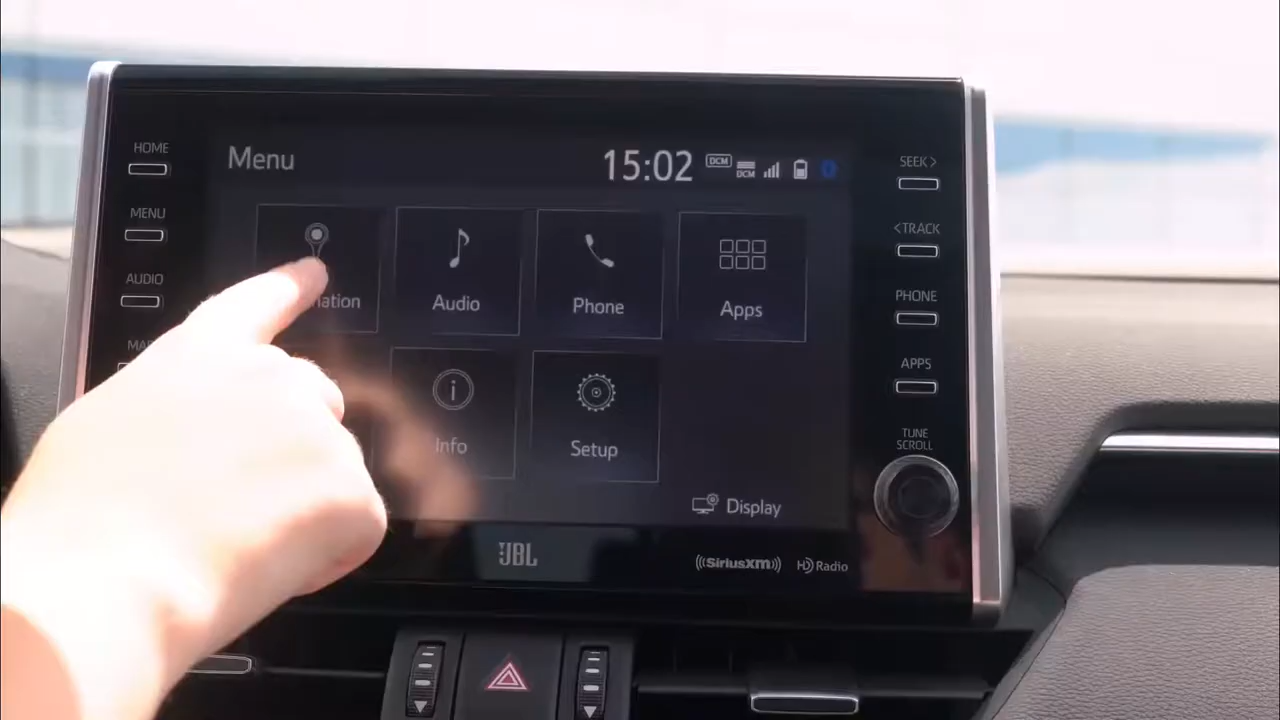 HOME
MENU
AUDIO
Menu
15:02
DCM
DCM
Audio
Phone
Apps
Info
Setup
Display
SEEK >
< TRACK
PHONE
APPS
TUNE
SCROLL
JBL
SiriusXM
HD Radio